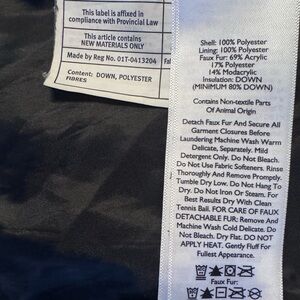 This label is affixed in
compliance with Provincial Law
This article contains
NEW MATERIALS ONLY
Made by Reg No. 01T-0413204
Content: DOWN, POLYESTER
FIBRES
Shell: 100% Polyester
Lining: 100% Polyester
Faux Fur: 69% Acrylic
17% Polyester
14% Modacrylic
Insulation: DOWN
(MINIMUM 80% DOWN)
Contains Non-textile Parts
Of Animal Origin
Detach Faux Fur And Secure All
Garment Closures Before
Laundering Machine Wash Warm
Delicate, Separately. Mild
Detergent Only. Do Not Bleach.
Do Not Use Fabric Softeners. Rinse
Thoroughly And Remove Promptly.
Tumble Dry Low. Do Not Hang To
Dry. Do Not Iron Or Steam. For
Best Results Dry With Clean
Tennis Ball. FOR CARE OF FAUX
DETACHABLE FUR: Remove And
Machine Wash Cold Delicate. Do
Not Bleach. Dry Flat. DO NOT
APPLY HEAT. Gently Fluff For
Fullest Appearance.
Faux Fur: